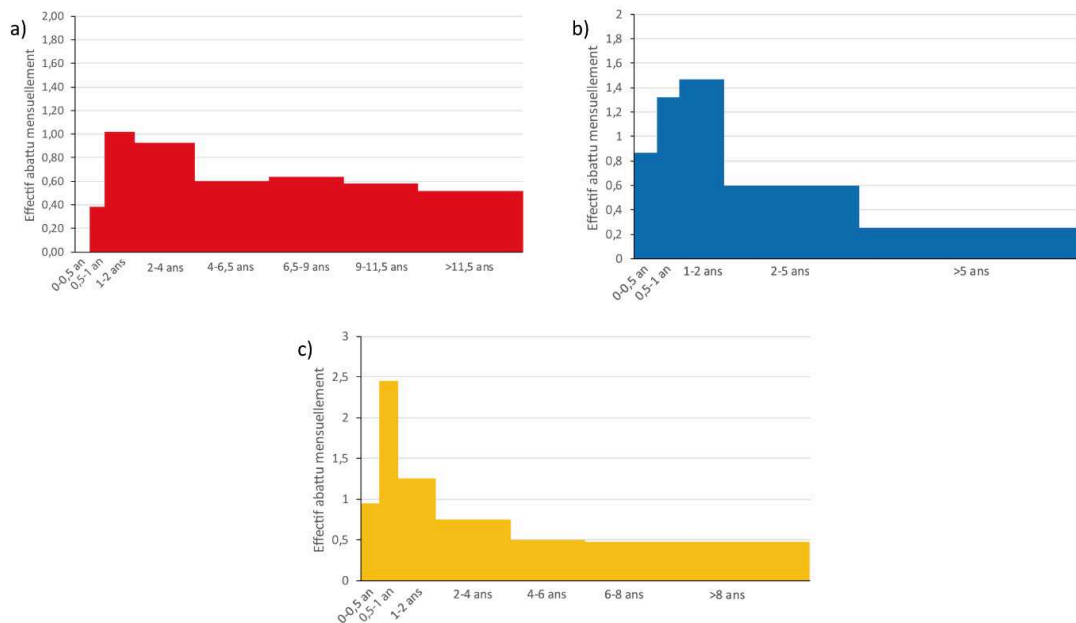 a)
Effectif abattu mensuellement
2,00
1,80
1,60
1,40
1,20
1,00
0,80
0,60
0,40
0,20
0,00
0-0,5 an
0,5-1 an
1-2 ans
2-4 ans
4-6,5 ans
6,5-9 ans
9-11,5 ans
>11,5 ans
b)
Effectif abattu mensuellement
2
1,8
1,6
1,4
1,2
1
0,8
0,6
0,4
0,2
0
0-0,5 an
0,5-1 an
1-2 ans
2-5 ans
>5 ans
c)
Effectif abattu mensuellement
3
2,5
2
1,5
1
0,5
0
0-0,5 an
0,5-1 an
1-2 ans
2-4 ans
4-6 ans
6-8 ans
>8 ans